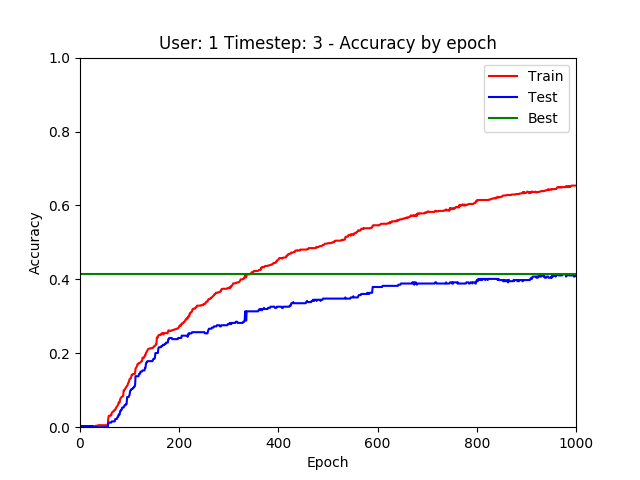 User: 1 Timestep: 3 - Accuracy by epoch
1.0
0.8
0.6
0.4
0.2
0.0
Accuracy
Train
Test
Best
0 200 400 600 800 1000
Epoch